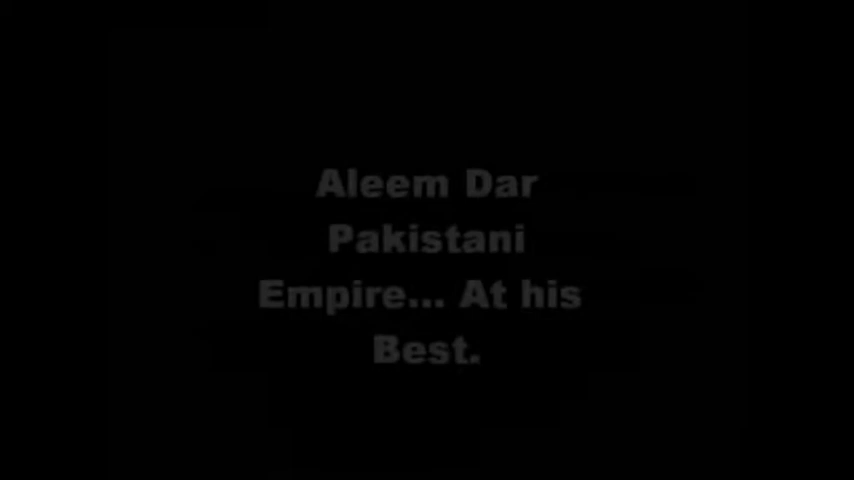 Aleem Dar
Pakistani
Empire... At his
Best.